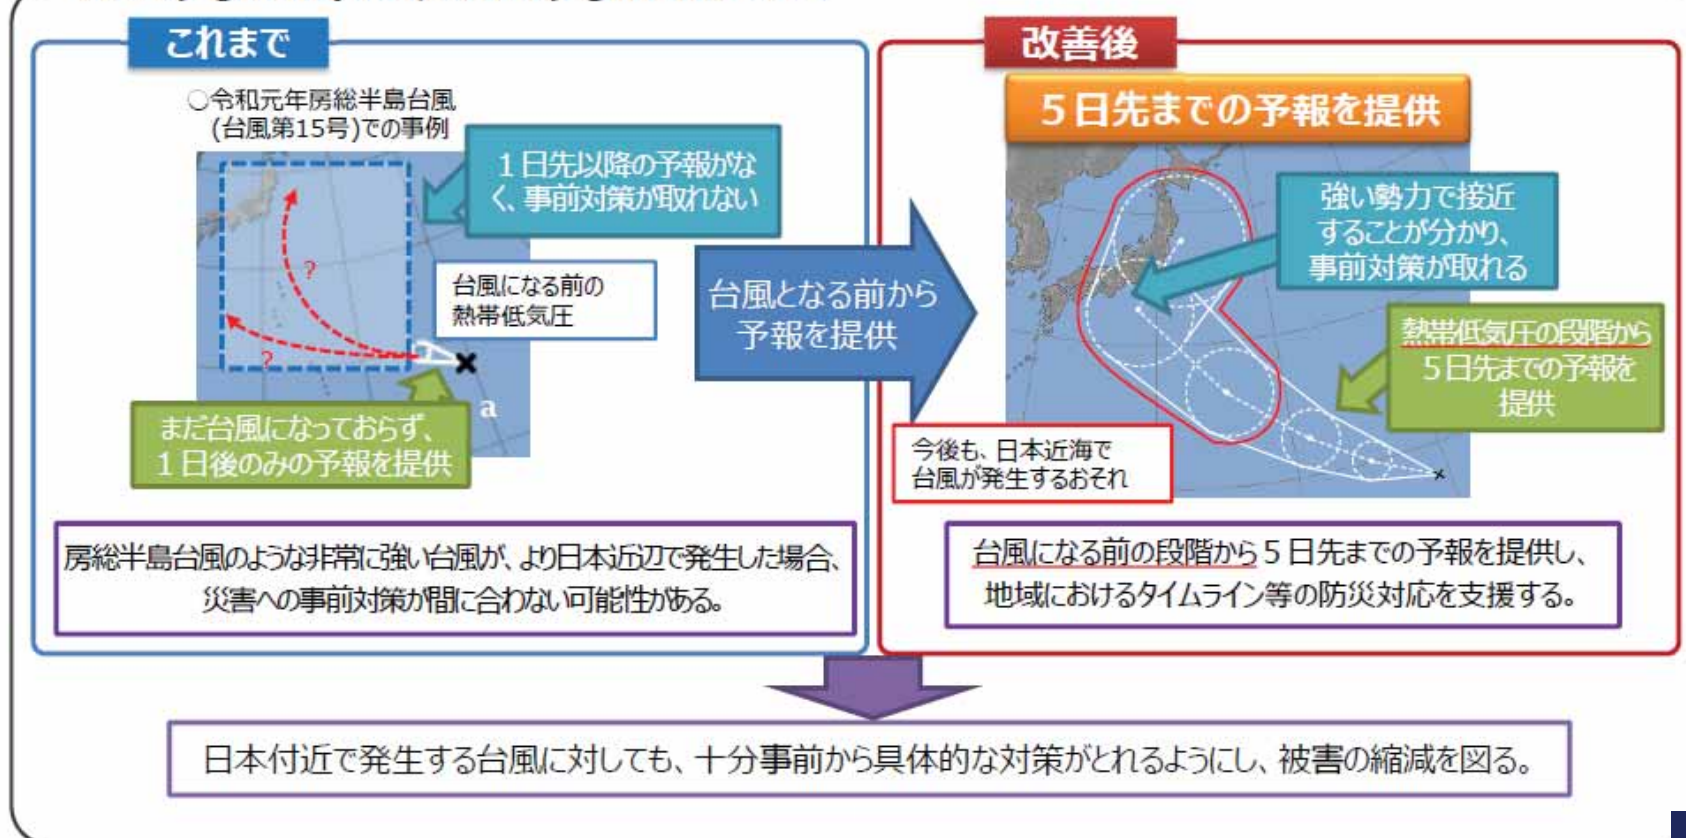 これまで
○令和元年房総半島台風
(台風第15号)での事例
１日先以降の予報がな
く、事前対策が取れない
?
台風になる前の
熱帯低気圧
?
a
まだ台風になっておらず、
１日後のみの予報を提供
房総半島台風のような非常に強い台風が、より日本近辺で発生した場合、
災害への事前対策が間に合わない可能性がある。
台風となる前から
予報を提供
改善後
５日先までの予報を提供
強い勢力で接近
することが分かり、
事前対策が取れる
熱帯低気圧の段階から
５日先までの予報を
提供
今後も、日本近海で
台風が発生するおそれ
台風になる前の段階から５日先までの予報を提供し、
地域におけるタイムライン等の防災対応を支援する。
日本付近で発生する台風に対しても、十分事前から具体的な対策がとれるようにし、被害の縮減を図る。